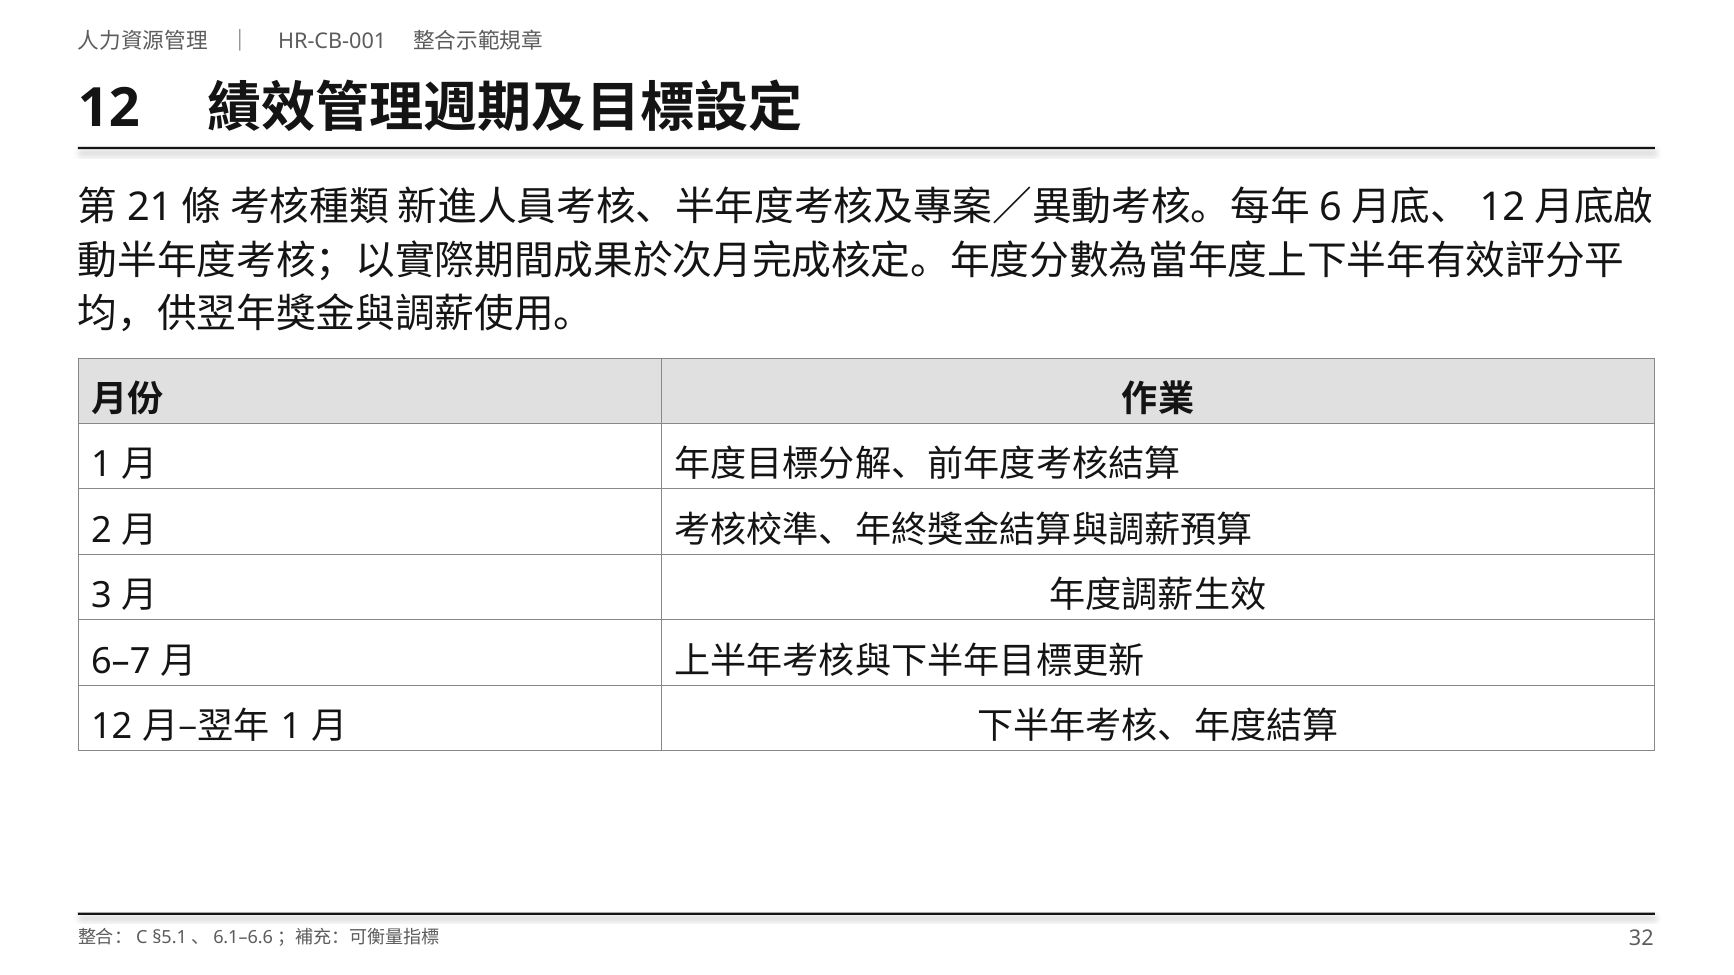 人力資源管理　｜　HR-CB-001　整合示範規章
12　績效管理週期及目標設定
第 21 條 考核種類 新進人員考核、半年度考核及專案／異動考核。每年 6 月底、 12 月底啟
動半年度考核；以實際期間成果於次月完成核定。年度分數為當年度上下半年有效評分平
均，供翌年獎金與調薪使用。
月份　作業
1 月　年度目標分解、前年度考核結算
2 月　考核校準、年終獎金結算與調薪預算
3 月　年度調薪生效
6–7 月　上半年考核與下半年目標更新
12 月–翌年 1 月　下半年考核、年度結算
整合： C §5.1 、 6.1–6.6 ；補充：可衡量指標　32